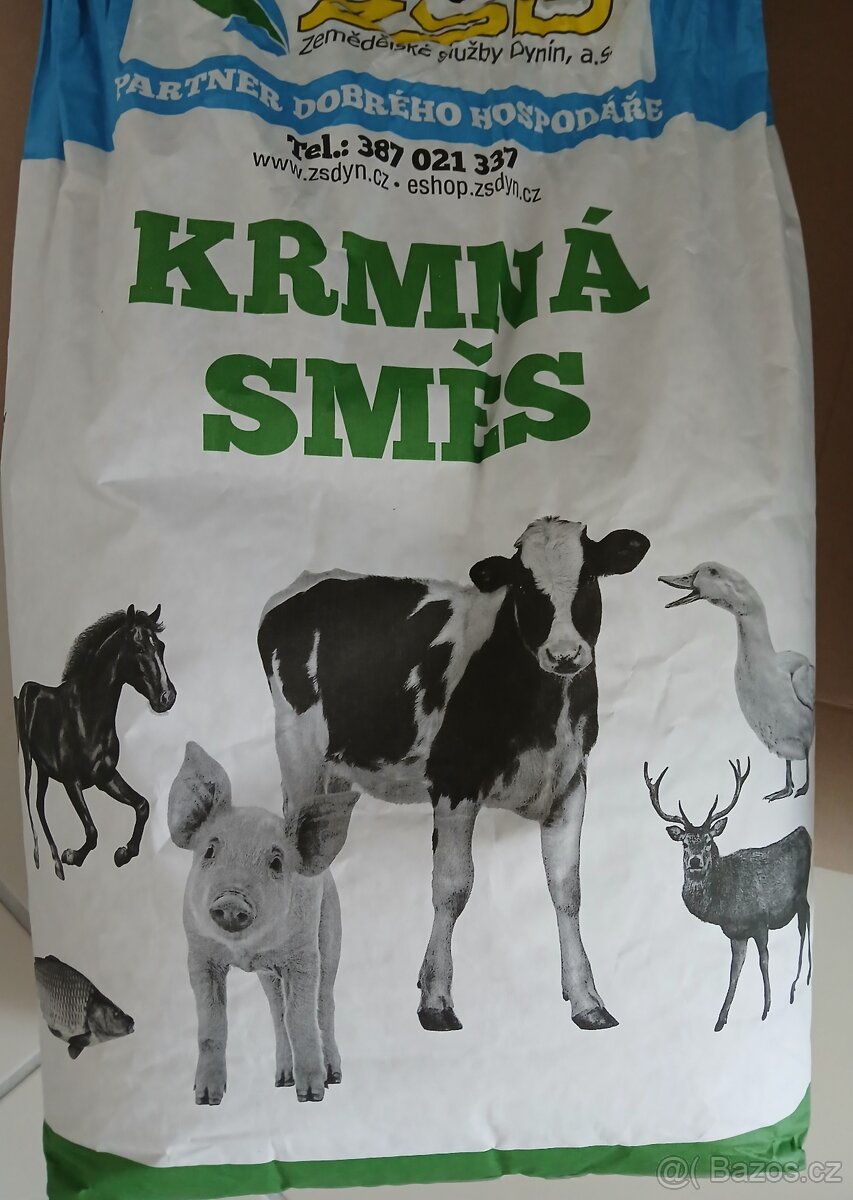 Zemědělské služby Dynín, a.s.
PARTNER DOBRÉHO HOSPODÁŘE
Tel.: 387 021 337
www.zsdyn.cz • eshop.zsdyn.cz
KRMNÁ
SMĚS
@( Bazos.cz